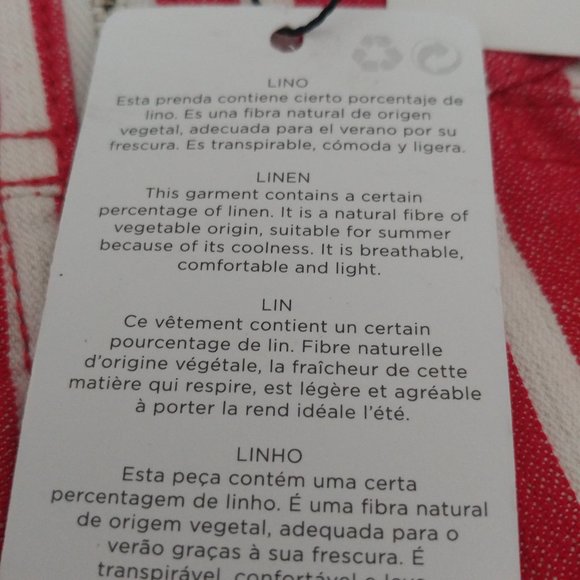 LINO
Esta prenda contiene cierto porcentaje de
lino. Es una fibra natural de origen
vegetal, adecuada para el verano por su
frescura. Es transpirable, cómoda y ligera.
LINEN
This garment contains a certain
percentage of linen. It is a natural fibre of
vegetable origin, suitable for summer
because of its coolness. It is breathable,
comfortable and light.
LIN
Ce vêtement contient un certain
pourcentage de lin. Fibre naturelle
d'origine végétale, la fraîcheur de cette
matière qui respire, est légère et agréable
à porter la rend idéale l'été.
LINHO
Esta peça contém uma certa
percentagem de linho. É uma fibra natural
de origem vegetal, adequada para o
verão graças à sua frescura. É
transpirável, confortável e leve